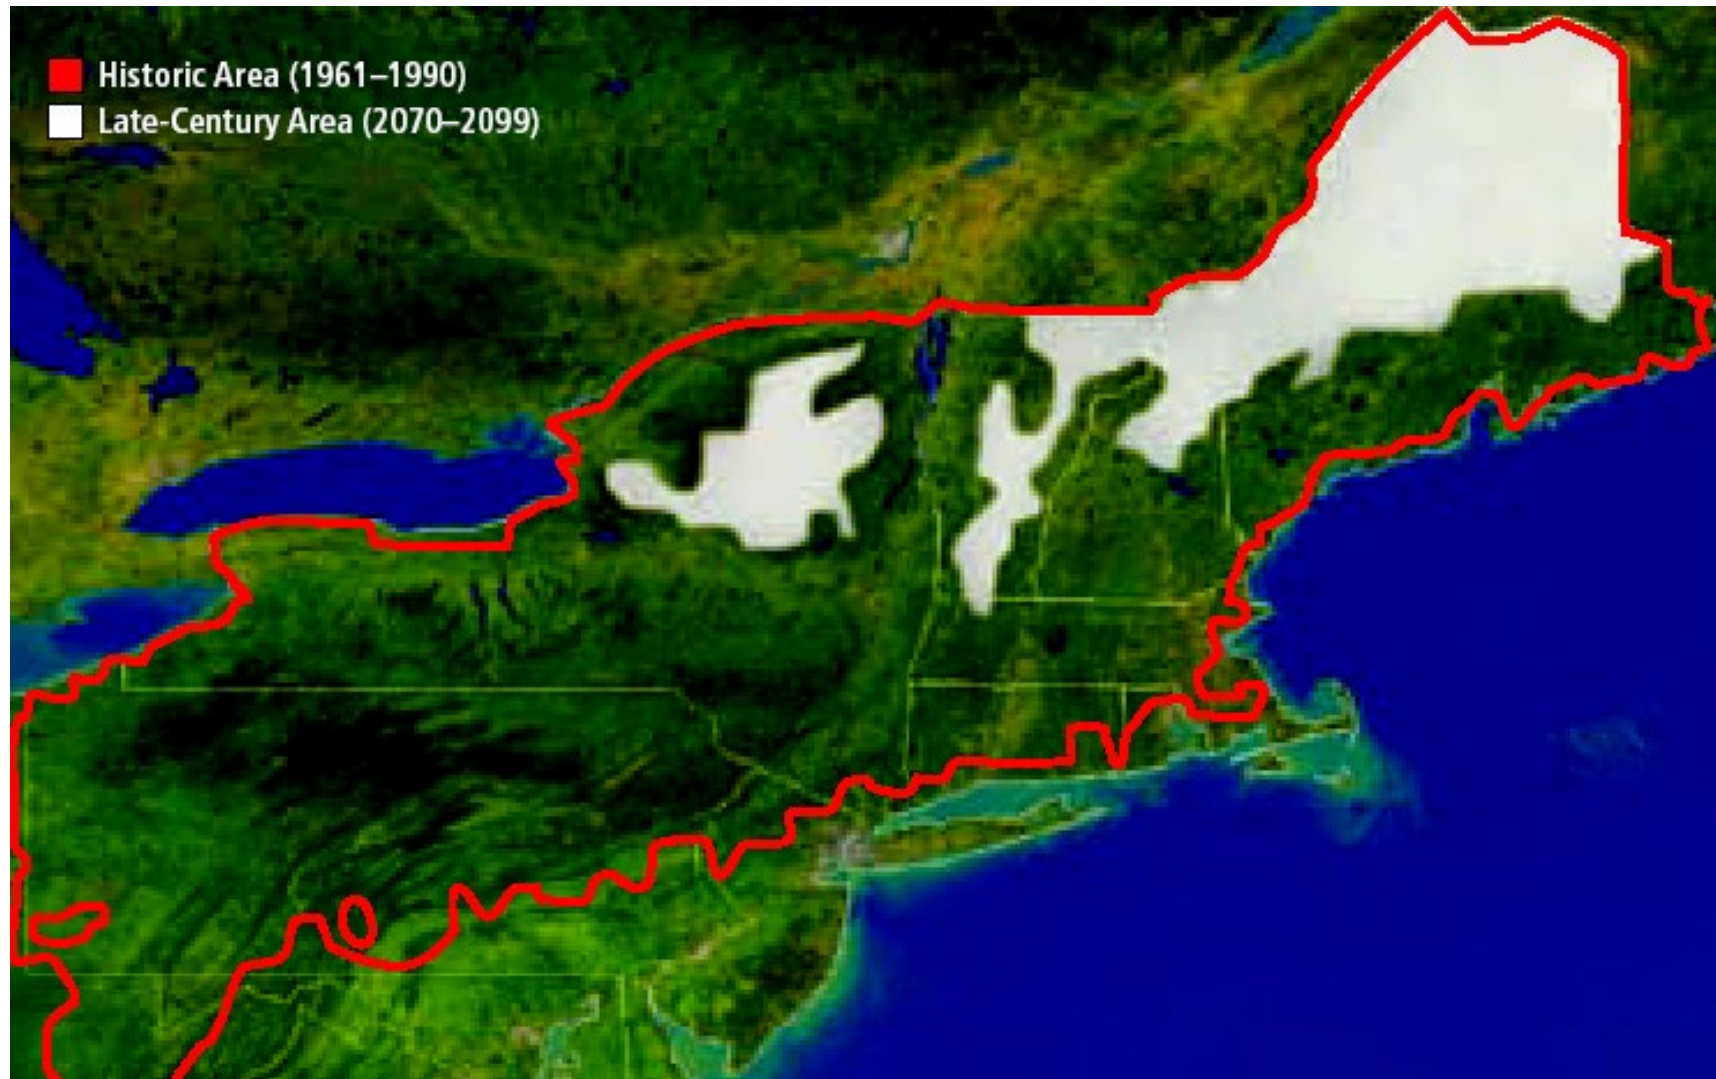 Historic Area (1961–1990)
Late-Century Area (2070–2099)